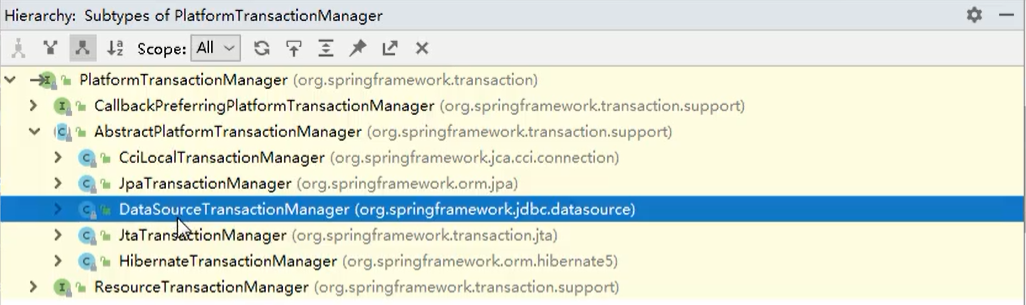 Hierarchy: Subtypes of PlatformTransactionManager
Scope: All
PlatformTransactionManager (org.springframework.transaction)
CallbackPreferringPlatformTransactionManager (org.springframework.transaction.support)
AbstractPlatformTransactionManager (org.springframework.transaction.support)
CciLocalTransactionManager (org.springframework.jca.cci.connection)
JpaTransactionManager (org.springframework.orm.jpa)
DataSourceTransactionManager (org.springframework.jdbc.datasource)
JtaTransactionManager (org.springframework.transaction.jta)
HibernateTransactionManager (org.springframework.orm.hibernate5)
ResourceTransactionManager (org.springframework.transaction.support)